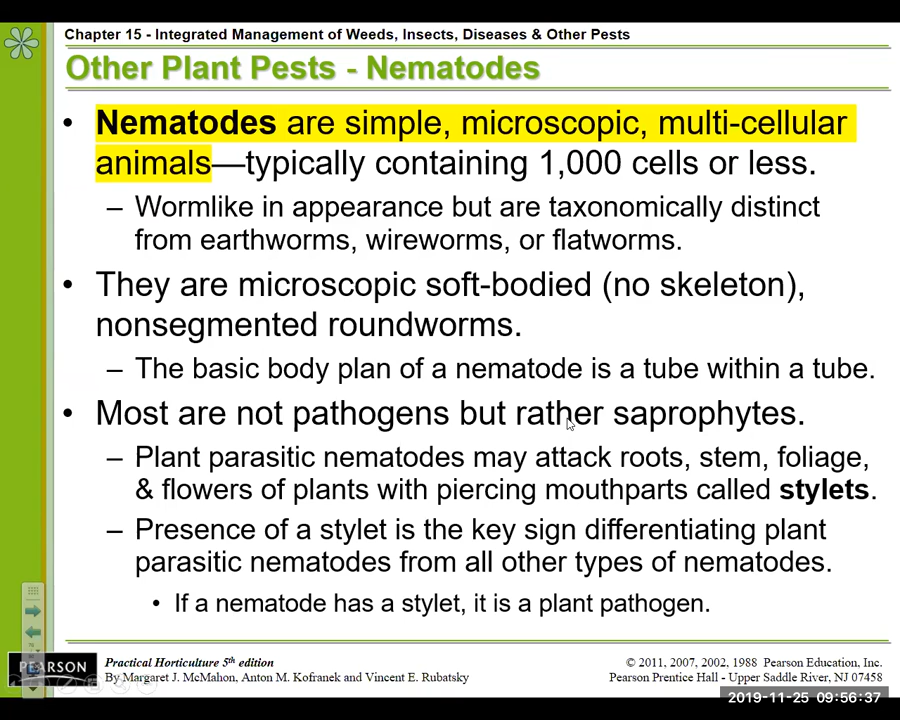 Chapter 15 - Integrated Management of Weeds, Insects, Diseases & Other Pests
Other Plant Pests - Nematodes
• Nematodes are simple, microscopic, multi-cellular
animals—typically containing 1,000 cells or less.
– Wormlike in appearance but are taxonomically distinct
from earthworms, wireworms, or flatworms.
• They are microscopic soft-bodied (no skeleton),
nonsegmented roundworms.
– The basic body plan of a nematode is a tube within a tube.
• Most are not pathogens but rather saprophytes.
– Plant parasitic nematodes may attack roots, stem, foliage,
& flowers of plants with piercing mouthparts called stylets.
– Presence of a stylet is the key sign differentiating plant
parasitic nematodes from all other types of nematodes.
• If a nematode has a stylet, it is a plant pathogen.
PEARSON
Practical Horticulture 5th edition
By Margaret J. McMahon, Anton M. Kofranek and Vincent E. Rubatsky
© 2011, 2007, 2002, 1988 Pearson Education, Inc.
Pearson Prentice Hall - Upper Saddle River, NJ 07458
2019-11-25 09:56:37